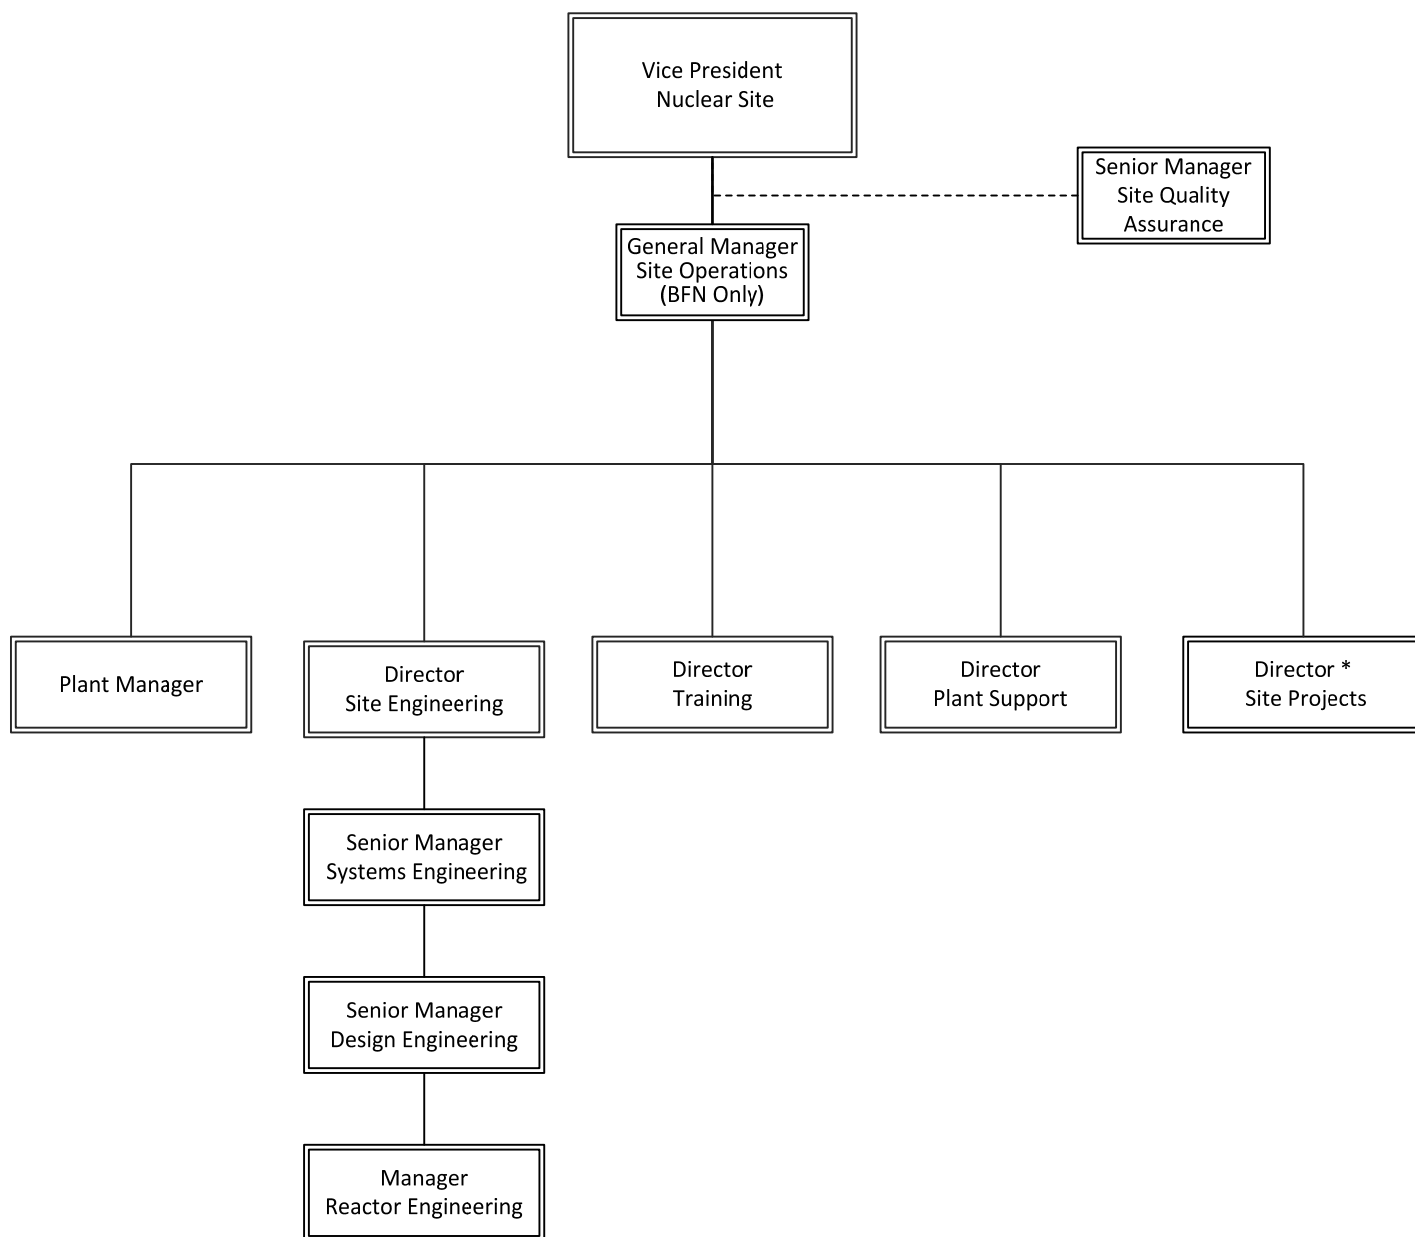 Vice President
Nuclear Site
Senior Manager
Site Quality
Assurance
General Manager
Site Operations
(BFN Only)
Plant Manager
Director
Site Engineering
Director
Training
Director
Plant Support
Director *
Site Projects
Senior Manager
Systems Engineering
Senior Manager
Design Engineering
Manager
Reactor Engineering